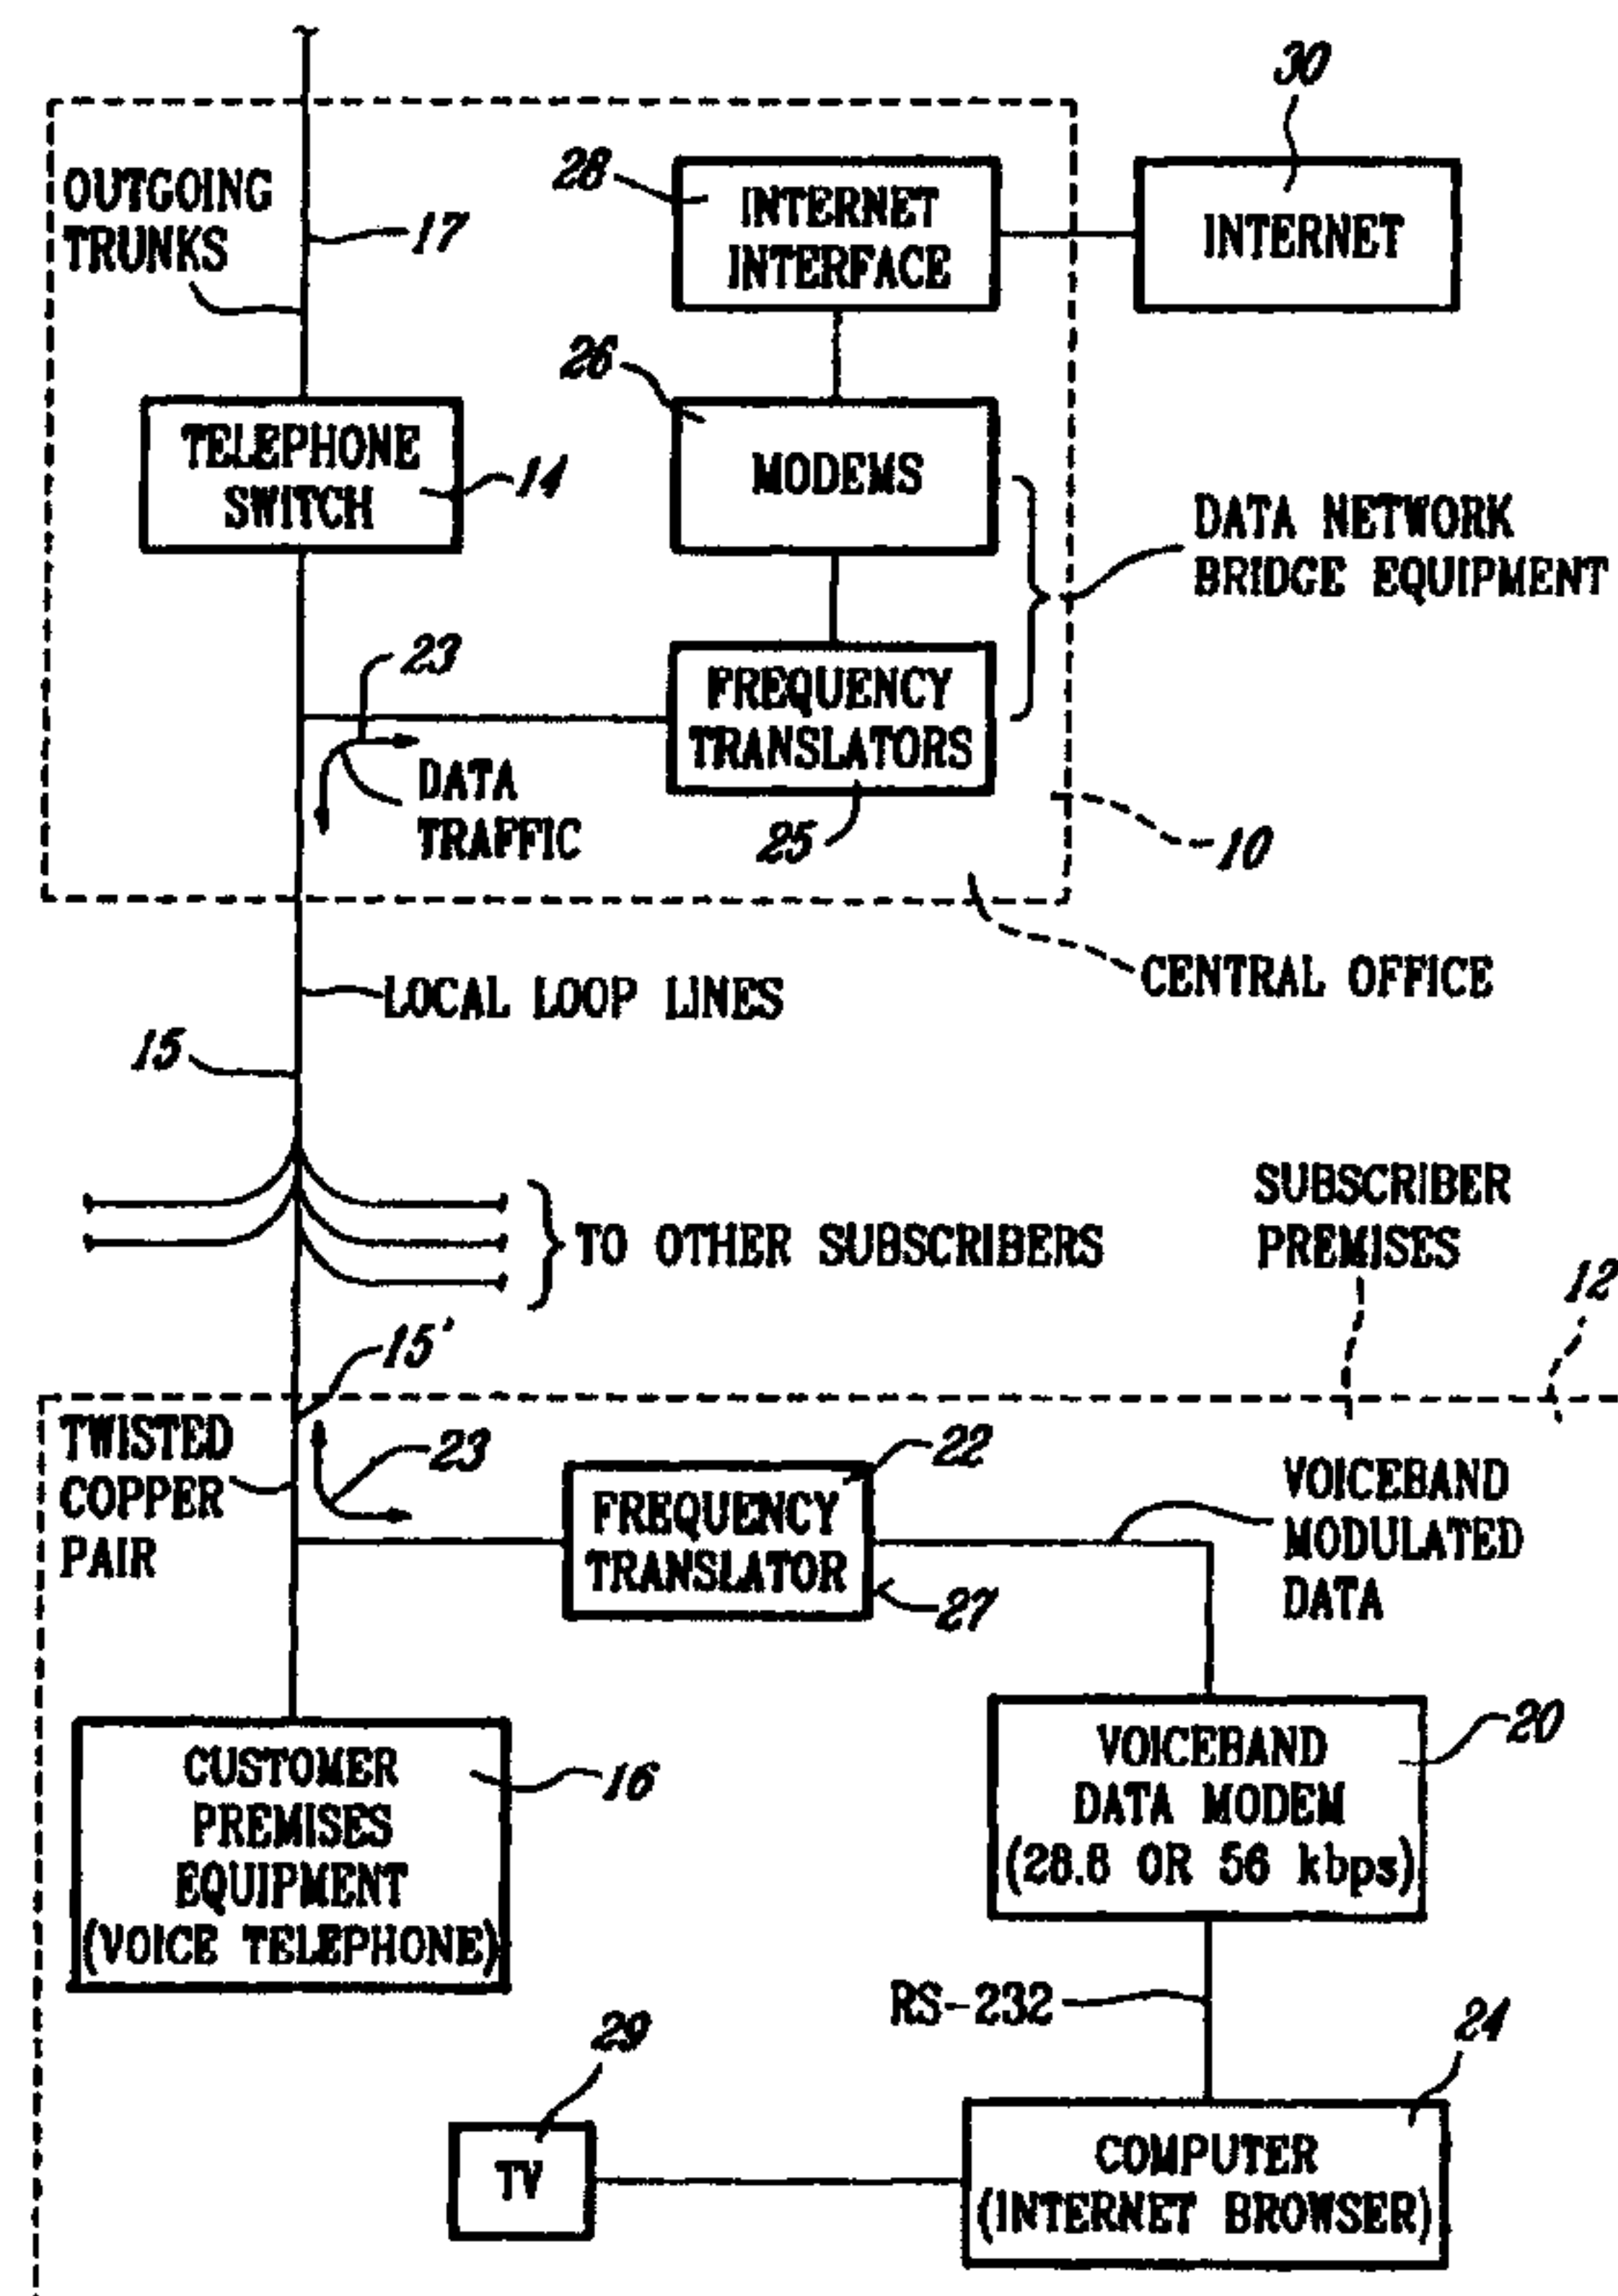 30
OUTGOING
TRUNKS
17
28
INTERNET
INTERFACE
INTERNET
26
TELEPHONE
SWITCH
14
MODEMS
DATA NETWORK
BRIDGE EQUIPMENT
23
FREQUENCY
TRANSLATORS
DATA
TRAFFIC
25
10
CENTRAL OFFICE
LOCAL LOOP LINES
15
TO OTHER SUBSCRIBERS
SUBSCRIBER
PREMISES
12
15'
TWISTED
COPPER
PAIR
23
22
FREQUENCY
TRANSLATOR
27
VOICEBAND
MODULATED
DATA
CUSTOMER
PREMISES
EQUIPMENT
(VOICE TELEPHONE)
16
VOICEBAND
DATA MODEM
(28.8 OR 56 kbps)
20
RS-232
29
24
TV
COMPUTER
(INTERNET BROWSER)